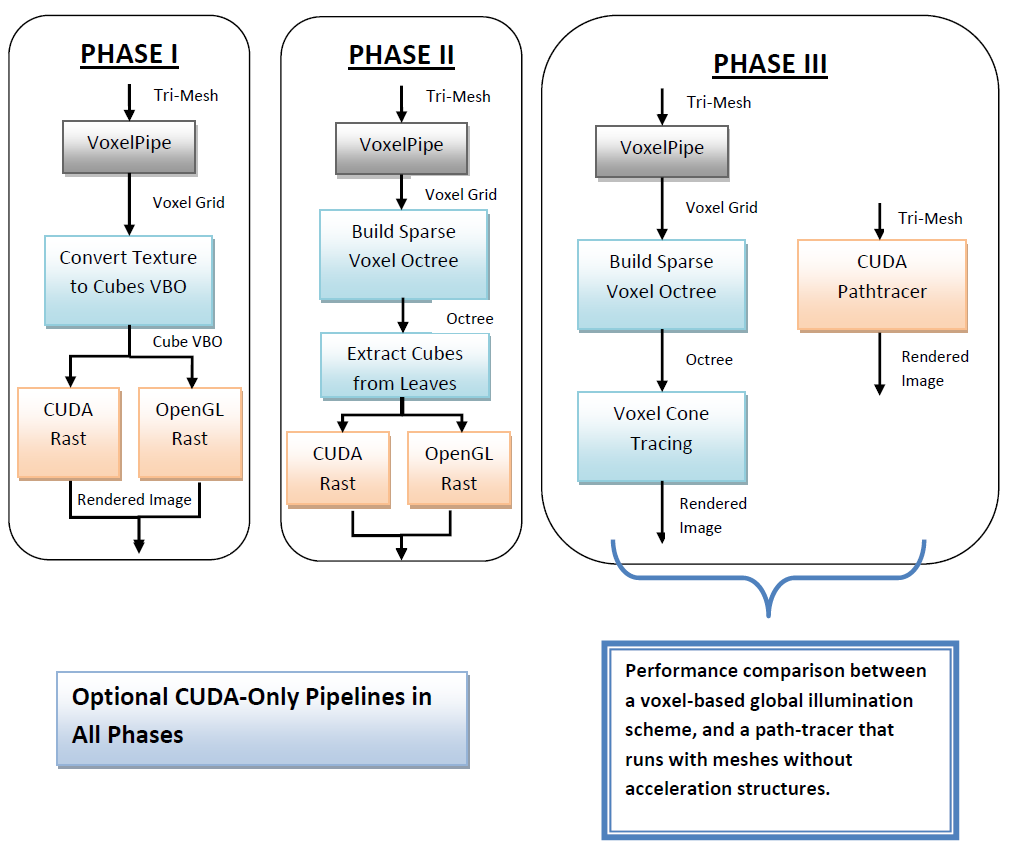 PHASE I
Tri-Mesh
VoxelPipe
Voxel Grid
Convert Texture
to Cubes VBO
Cube VBO
CUDA
Rast
OpenGL
Rast
Rendered Image
PHASE II
Tri-Mesh
VoxelPipe
Voxel Grid
Build Sparse
Voxel Octree
Octree
Extract Cubes
from Leaves
CUDA
Rast
OpenGL
Rast
PHASE III
Tri-Mesh
VoxelPipe
Voxel Grid
Build Sparse
Voxel Octree
Octree
Voxel Cone
Tracing
Rendered
Image
Tri-Mesh
CUDA
Pathtracer
Rendered
Image
Optional CUDA-Only Pipelines in
All Phases
Performance comparison between
a voxel-based global illumination
scheme, and a path-tracer that
runs with meshes without
acceleration structures.